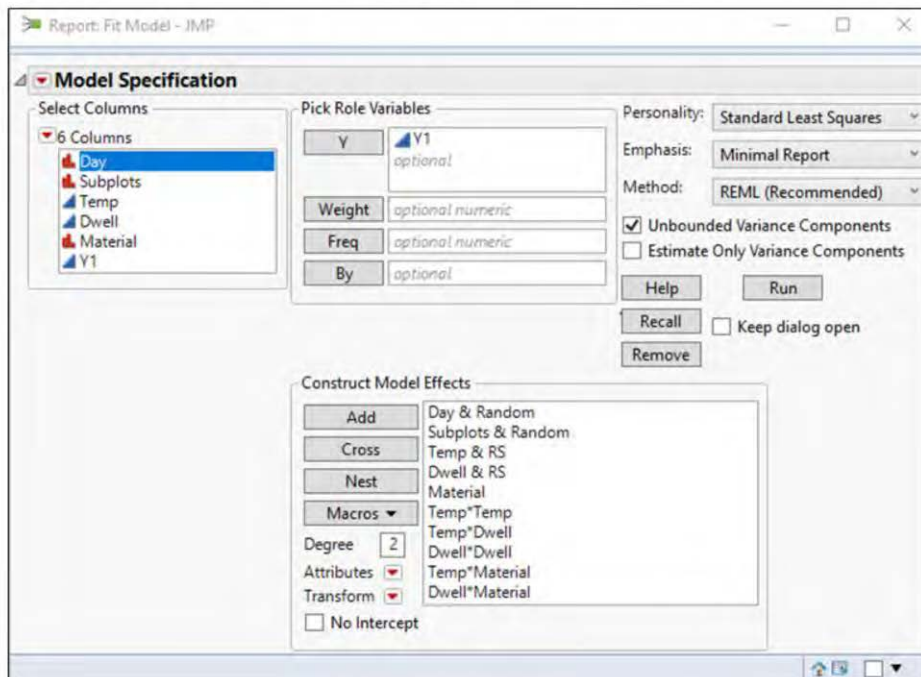 Report: Fit Model - JMP
Model Specification
Select Columns
6 Columns
Day
Subplots
Temp
Dwell
Material
Y1
Pick Role Variables
Y
Y1
optional
Weight
optional numeric
Freq
optional numeric
By
optional
Personality: Standard Least Squares
Emphasis: Minimal Report
Method: REML (Recommended)
Unbounded Variance Components
Estimate Only Variance Components
Help
Run
Recall
Keep dialog open
Remove
Construct Model Effects
Add
Cross
Nest
Macros
Degree 2
Attributes
Transform
No Intercept
Day & Random
Subplots & Random
Temp & RS
Dwell & RS
Material
Temp*Temp
Temp*Dwell
Dwell*Dwell
Temp*Material
Dwell*Material